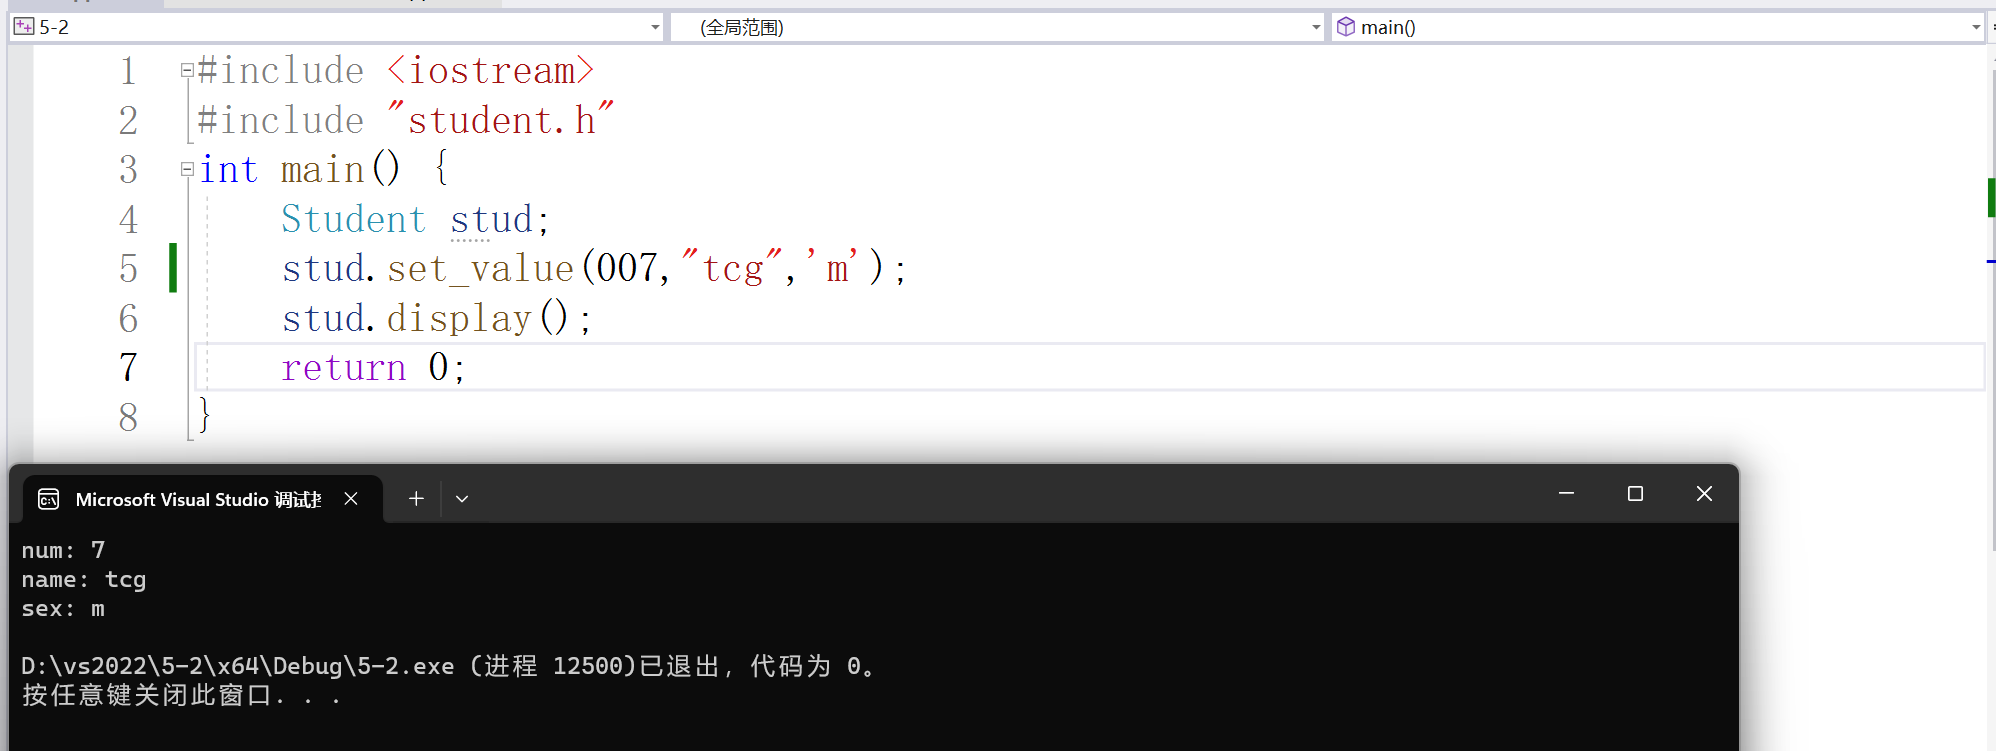 5-2 (全局范围) main()
1 #include <iostream>
2 #include "student.h"
3 int main() {
4 Student stud;
5 stud.set_value(007,"tcg",'m');
6 stud.display();
7 return 0;
8 }
Microsoft Visual Studio 调试
num: 7
name: tcg
sex: m
D:\vs2022\5-2\x64\Debug\5-2.exe (进程 12500)已退出，代码为 0。
按任意键关闭此窗口. . .